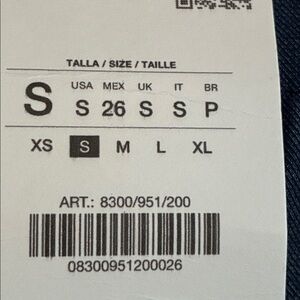 TALLA / SIZE / TAILLE
USA MEX UK IT BR
S S 26 S S P
XS S M L XL
ART.: 8300/951/200
08300951200026